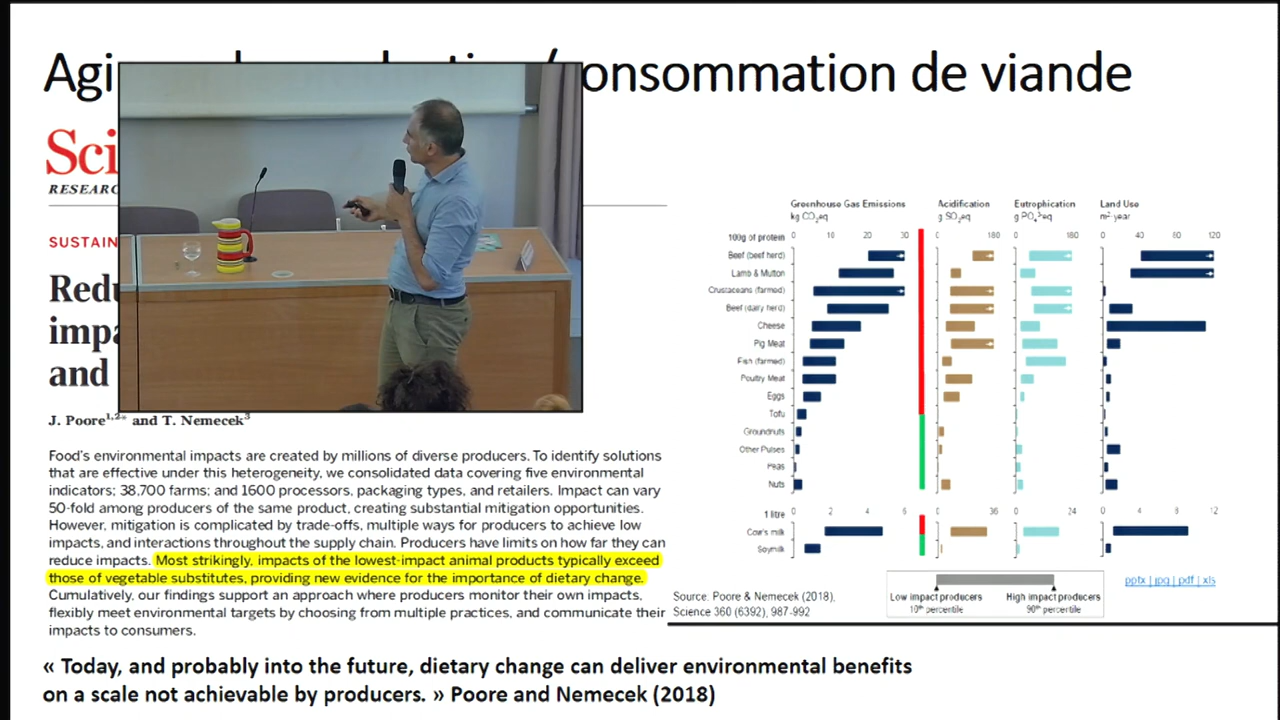 Agi
onsommation de viande
Sci
RESEARC
SUSTAIN
Redu
impa
and
J. Poore1,2* and T. Nemecek3
Food's environmental impacts are created by millions of diverse producers. To identify solutions
that are effective under this heterogeneity, we consolidated data covering five environmental
indicators; 38,700 farms; and 1600 processors, packaging types, and retailers. Impact can vary
50-fold among producers of the same product, creating substantial mitigation opportunities.
However, mitigation is complicated by trade-offs, multiple ways for producers to achieve low
impacts, and interactions throughout the supply chain. Producers have limits on how far they can
reduce impacts. Most strikingly, impacts of the lowest-impact animal products typically exceed
those of vegetable substitutes, providing new evidence for the importance of dietary change.
Cumulatively, our findings support an approach where producers monitor their own impacts,
flexibly meet environmental targets by choosing from multiple practices, and communicate their
impacts to consumers.
Greenhouse Gas Emissions Acidification Eutrophication Land Use
kg CO2eq g SO2eq g PO4³⁻eq m² year
100g of protein 0 10 20 30 0 180 0 180 0 40 80 120
Beef (beef herd)
Lamb & Mutton
Crustaceans (farmed)
Beef (dairy herd)
Cheese
Pig Meat
Fish (farmed)
Poultry Meat
Eggs
Tofu
Groundnuts
Other Pulses
Peas
Nuts
1 litre 0 2 4 6 0 36 0 24 0 4 8 12
Cow's milk
Soymilk
Low impact producers High impact producers
10th percentile 90th percentile
pptx | jpg | pdf | xls
Source: Poore & Nemecek (2018),
Science 360 (6392), 987-992
« Today, and probably into the future, dietary change can deliver environmental benefits
on a scale not achievable by producers. » Poore and Nemecek (2018)